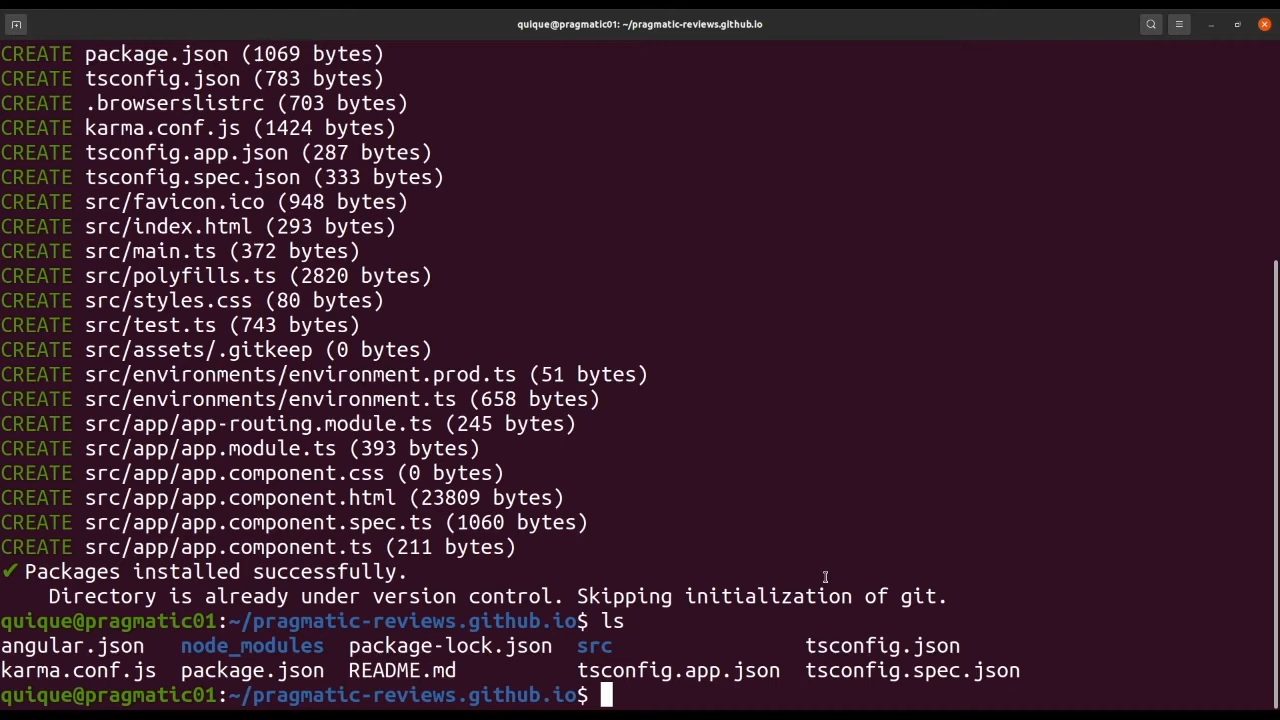 quique@pragmatic01: ~/pragmatic-reviews.github.io
CREATE package.json (1069 bytes)
CREATE tsconfig.json (783 bytes)
CREATE .browserslistrc (703 bytes)
CREATE karma.conf.js (1424 bytes)
CREATE tsconfig.app.json (287 bytes)
CREATE tsconfig.spec.json (333 bytes)
CREATE src/favicon.ico (948 bytes)
CREATE src/index.html (293 bytes)
CREATE src/main.ts (372 bytes)
CREATE src/polyfills.ts (2820 bytes)
CREATE src/styles.css (80 bytes)
CREATE src/test.ts (743 bytes)
CREATE src/assets/.gitkeep (0 bytes)
CREATE src/environments/environment.prod.ts (51 bytes)
CREATE src/environments/environment.ts (658 bytes)
CREATE src/app/app-routing.module.ts (245 bytes)
CREATE src/app/app.module.ts (393 bytes)
CREATE src/app/app.component.css (0 bytes)
CREATE src/app/app.component.html (23809 bytes)
CREATE src/app/app.component.spec.ts (1060 bytes)
CREATE src/app/app.component.ts (211 bytes)
✔ Packages installed successfully.
    Directory is already under version control. Skipping initialization of git.
quique@pragmatic01:~/pragmatic-reviews.github.io$ ls
angular.json   node_modules  package-lock.json  src                tsconfig.json
karma.conf.js  package.json  README.md          tsconfig.app.json  tsconfig.spec.json
quique@pragmatic01:~/pragmatic-reviews.github.io$